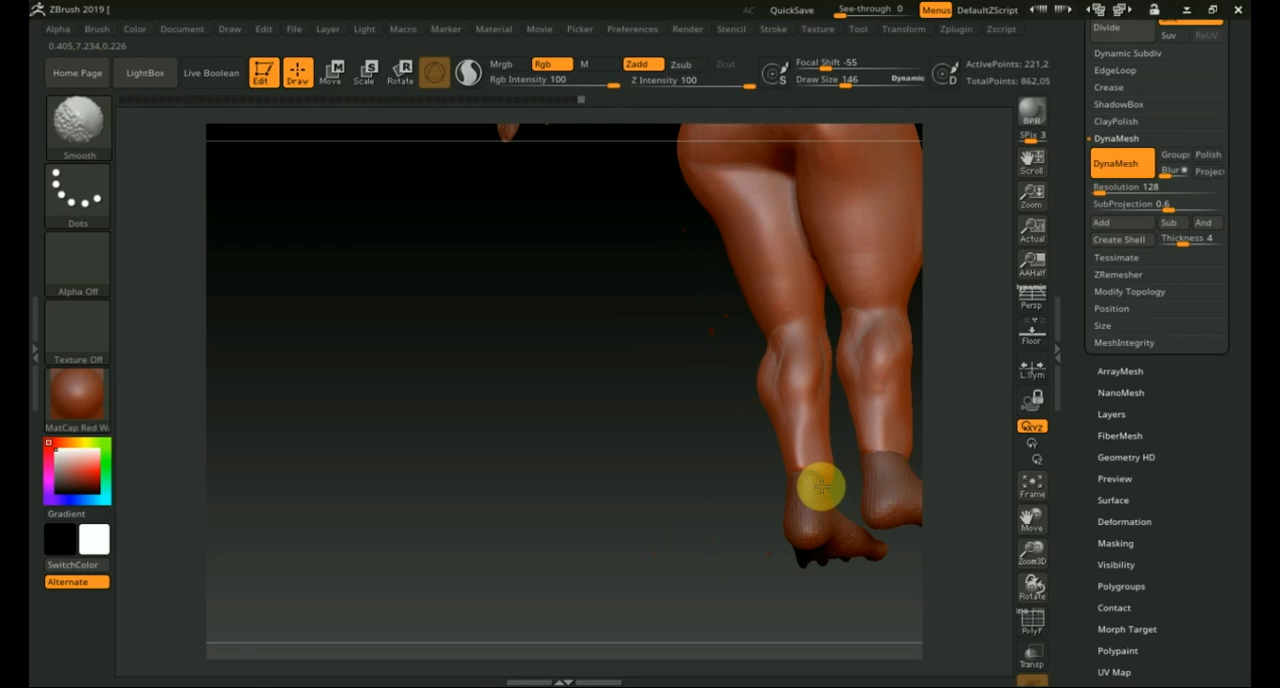 ZBrush 2019 [
AC QuickSave See-through 0 Menus DefaultZScript
Alpha Brush Color Document Draw Edit File Layer Light Macro Marker Material Movie Picker Preferences Render Stencil Stroke Texture Tool Transform Zplugin Zscript
0.405,7.234,0.226
Home Page LightBox Live Boolean Edit Draw Move Scale Rotate
Mrgb Rgb M Zadd Zsub Zcut
Rgb Intensity 100 Z Intensity 100
Focal Shift -55
Draw Size 146 Dynamic
ActivePoints: 221,2
TotalPoints: 862,05
Smooth
Dots
Alpha Off
Texture Off
MatCap Red W
Gradient
SwitchColor
Alternate
BPR
SPix 3
Scroll
Zoom
Actual
AAHalf
Dynamic
Persp
Floor
L.Sym
XYZ
Frame
Move
Zoom3D
Rotate
PolyF
Transp
Divide Suv ReUV
Dynamic Subdiv
EdgeLoop
Crease
ShadowBox
ClayPolish
DynaMesh
DynaMesh Groups Polish
Blur Project
Resolution 128
SubProjection 0.6
Add Sub And
Create Shell Thickness 4
Tessimate
ZRemesher
Modify Topology
Position
Size
MeshIntegrity
ArrayMesh
NanoMesh
Layers
FiberMesh
Geometry HD
Preview
Surface
Deformation
Masking
Visibility
Polygroups
Contact
Morph Target
Polypaint
UV Map